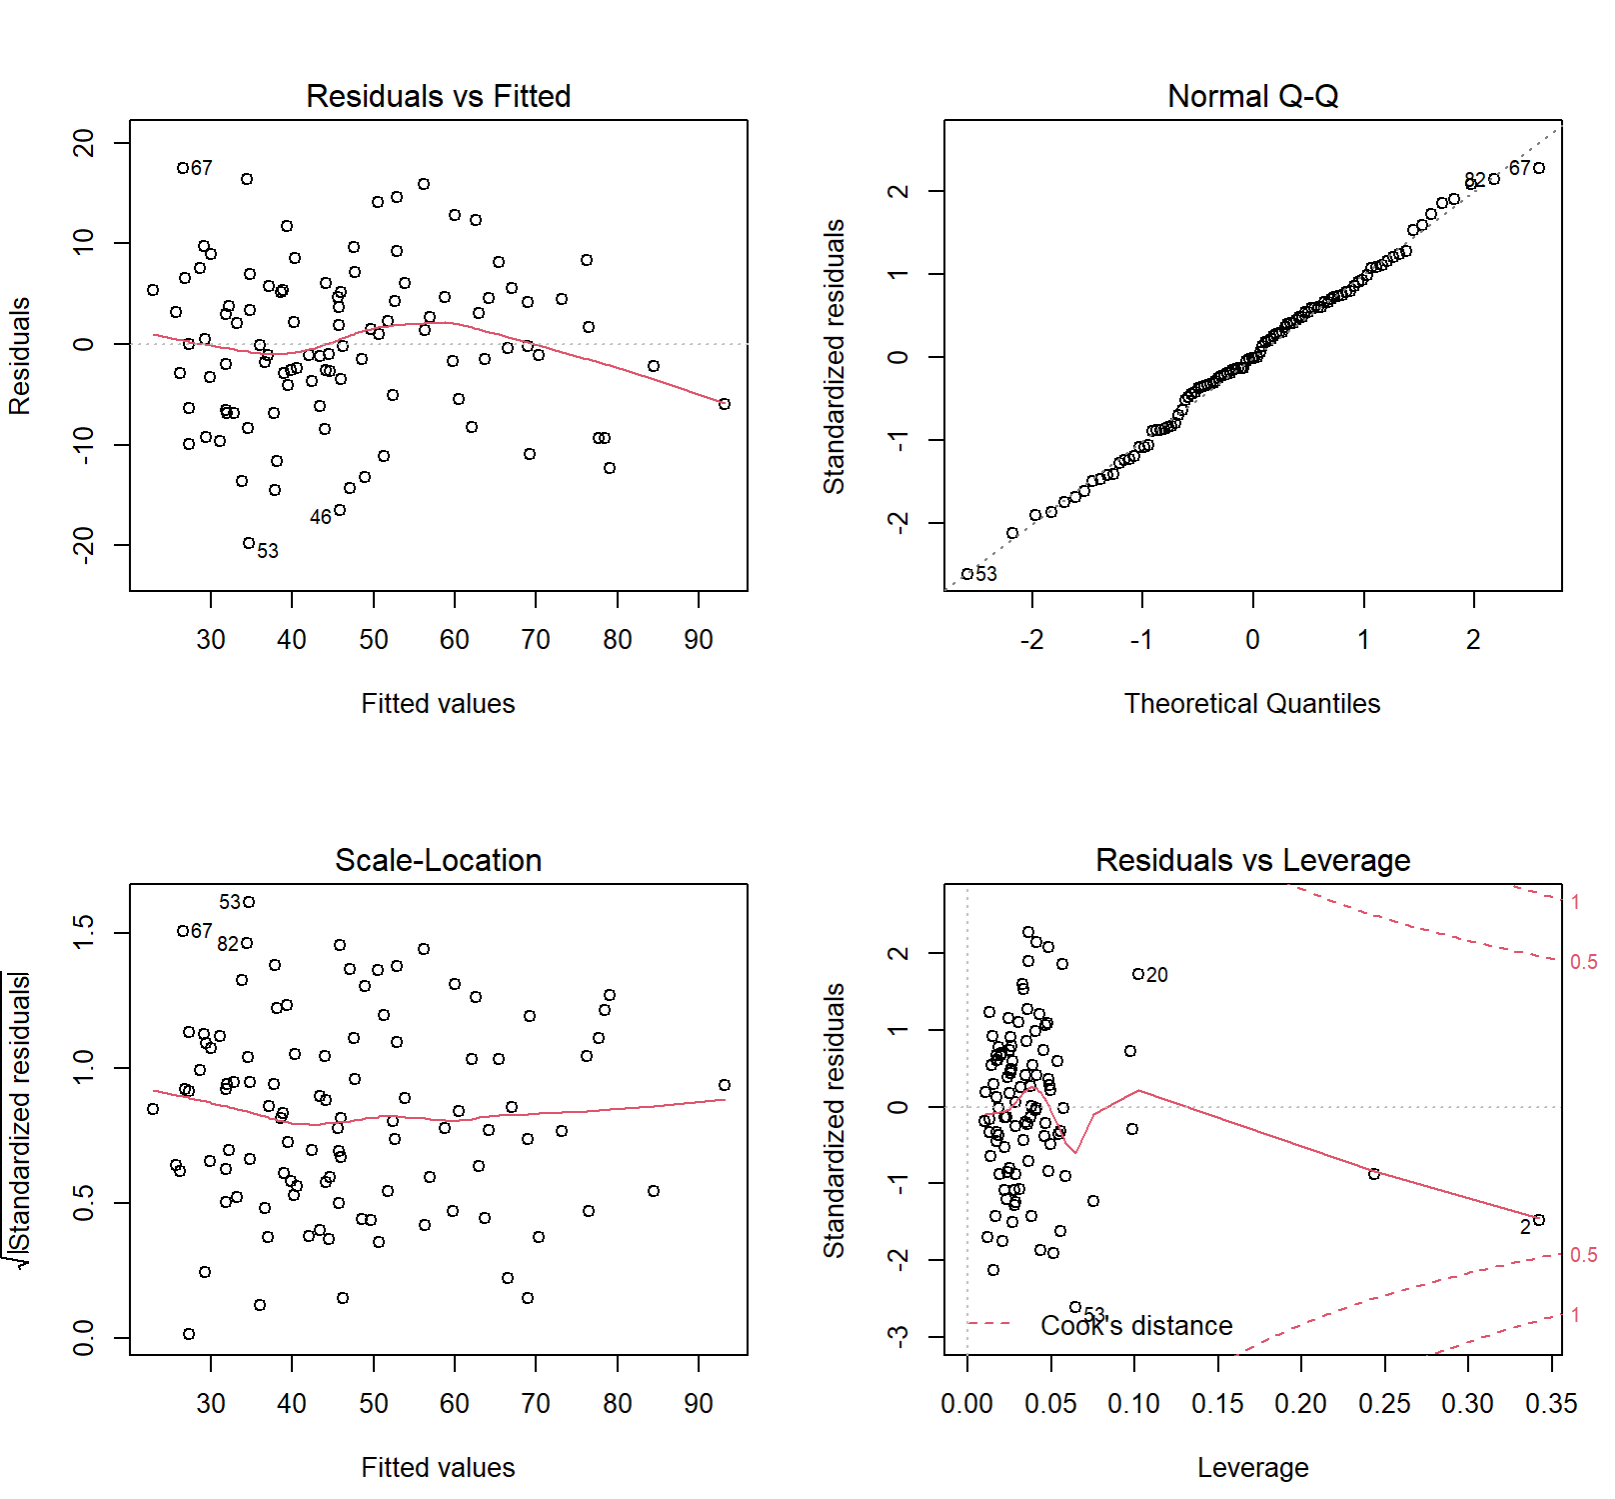 Residuals vs Fitted
Residuals
20
10
0
-10
-20
67
46
53
30 40 50 60 70 80 90
Fitted values
Normal Q-Q
Standardized residuals
2
1
0
-1
-2
82
67
53
-2 -1 0 1 2
Theoretical Quantiles
Scale-Location
√|Standardized residuals|
1.5
1.0
0.5
0.0
53
67
82
30 40 50 60 70 80 90
Fitted values
Residuals vs Leverage
Standardized residuals
2
1
0
-1
-2
-3
20
2
53
Cook's distance
1
0.5
0.5
1
0.00 0.05 0.10 0.15 0.20 0.25 0.30 0.35
Leverage